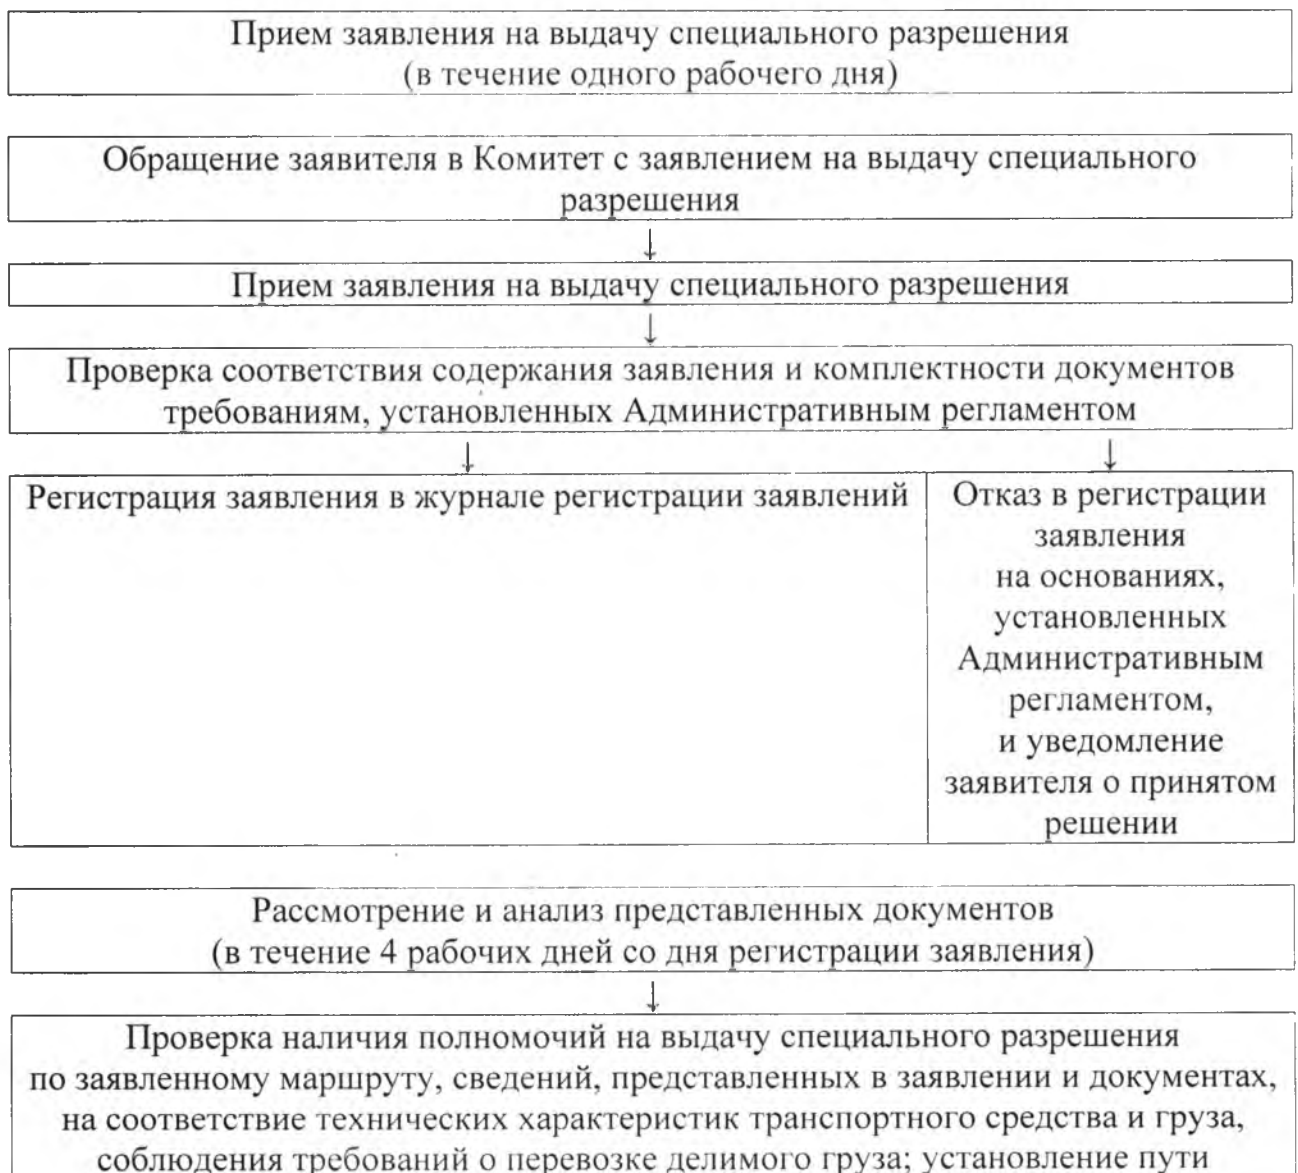 Прием заявления на выдачу специального разрешения
(в течение одного рабочего дня)
Обращение заявителя в Комитет с заявлением на выдачу специального
разрешения
↓
Прием заявления на выдачу специального разрешения
↓
Проверка соответствия содержания заявления и комплектности документов
требованиям, установленных Административным регламентом
↓ ↓
Регистрация заявления в журнале регистрации заявлений
Отказ в регистрации
заявления
на основаниях,
установленных
Административным
регламентом,
и уведомление
заявителя о принятом
решении
Рассмотрение и анализ представленных документов
(в течение 4 рабочих дней со дня регистрации заявления)
↓
Проверка наличия полномочий на выдачу специального разрешения
по заявленному маршруту, сведений, представленных в заявлении и документах,
на соответствие технических характеристик транспортного средства и груза,
соблюдения требований о перевозке делимого груза; установление пути